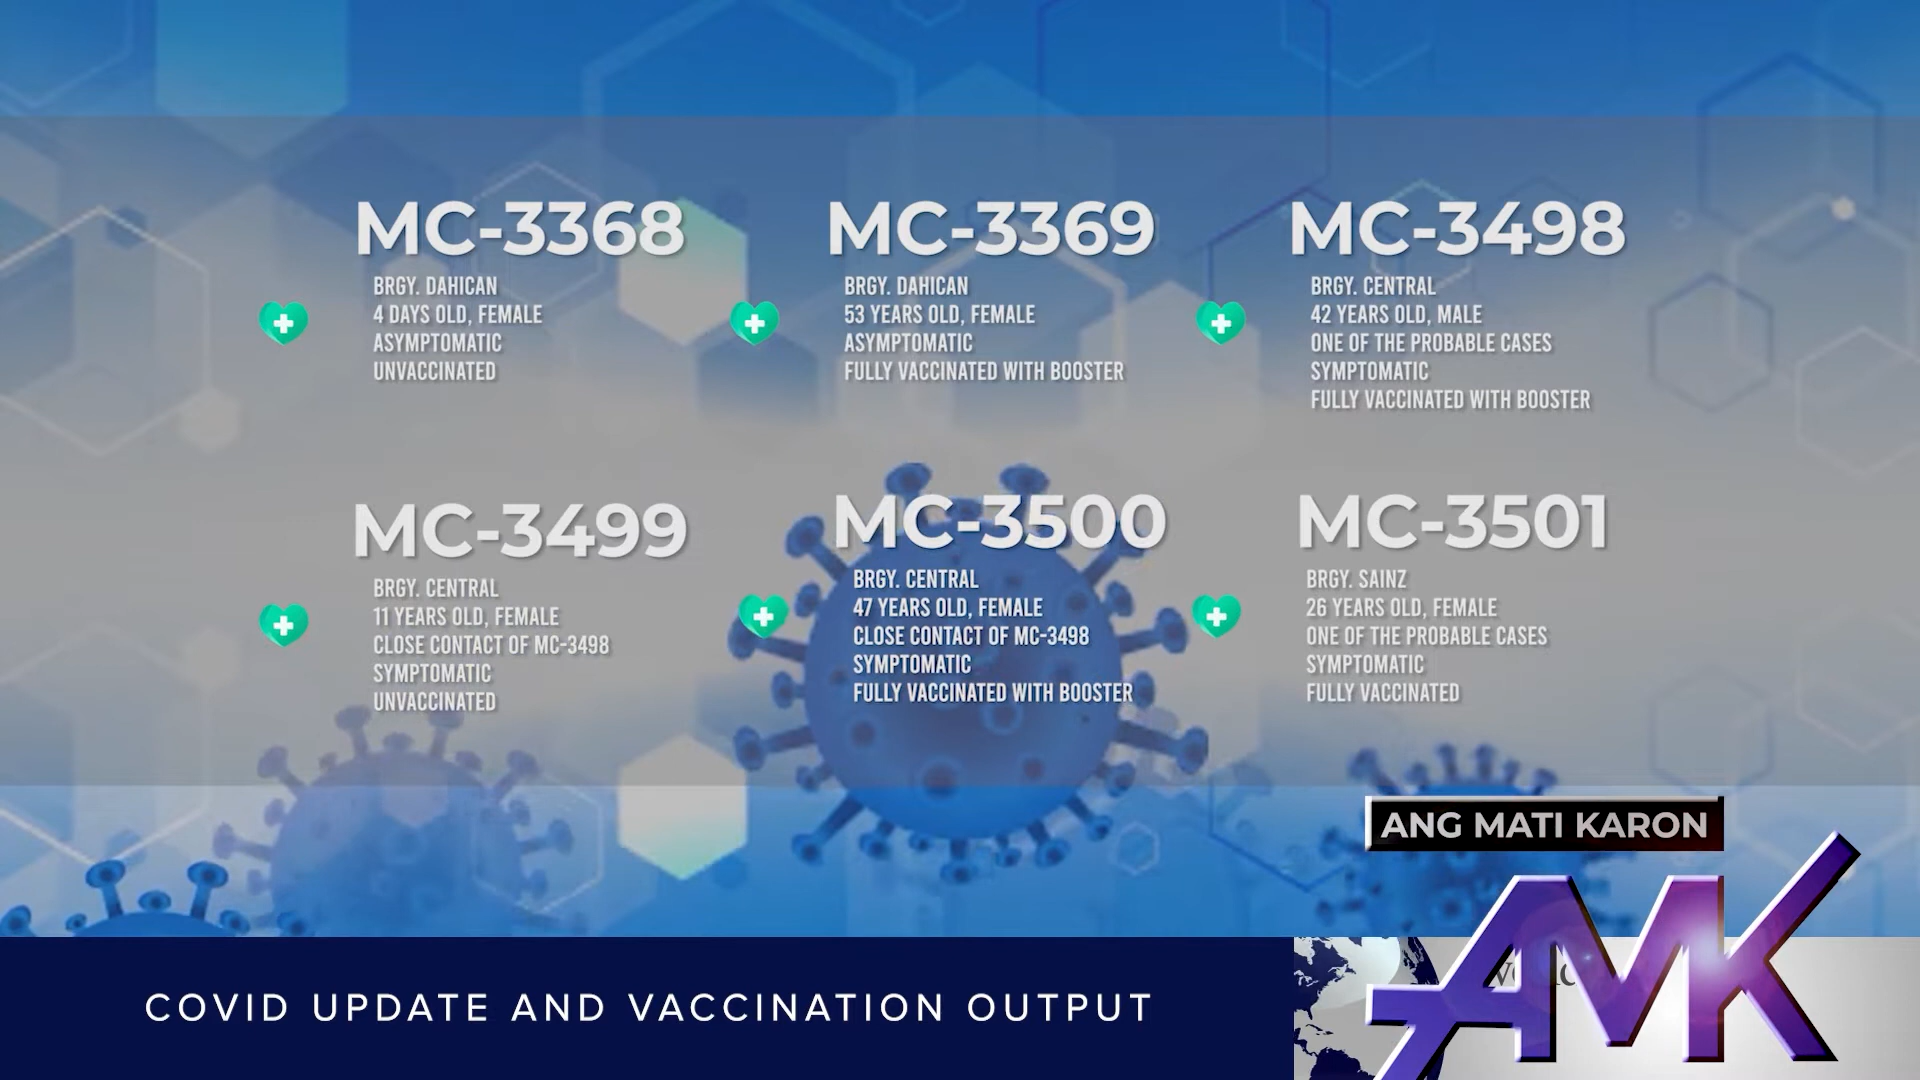 MC-3368
BRGY. DAHICAN
4 DAYS OLD, FEMALE
ASYMPTOMATIC
UNVACCINATED
MC-3369
BRGY. DAHICAN
53 YEARS OLD, FEMALE
ASYMPTOMATIC
FULLY VACCINATED WITH BOOSTER
MC-3498
BRGY. CENTRAL
42 YEARS OLD, MALE
ONE OF THE PROBABLE CASES
SYMPTOMATIC
FULLY VACCINATED WITH BOOSTER
MC-3499
BRGY. CENTRAL
11 YEARS OLD, FEMALE
CLOSE CONTACT OF MC-3498
SYMPTOMATIC
UNVACCINATED
MC-3500
BRGY. CENTRAL
47 YEARS OLD, FEMALE
CLOSE CONTACT OF MC-3498
SYMPTOMATIC
FULLY VACCINATED WITH BOOSTER
MC-3501
BRGY. SAINZ
26 YEARS OLD, FEMALE
ONE OF THE PROBABLE CASES
SYMPTOMATIC
FULLY VACCINATED
ANG MATI KARON
AMK
COVID UPDATE AND VACCINATION OUTPUT